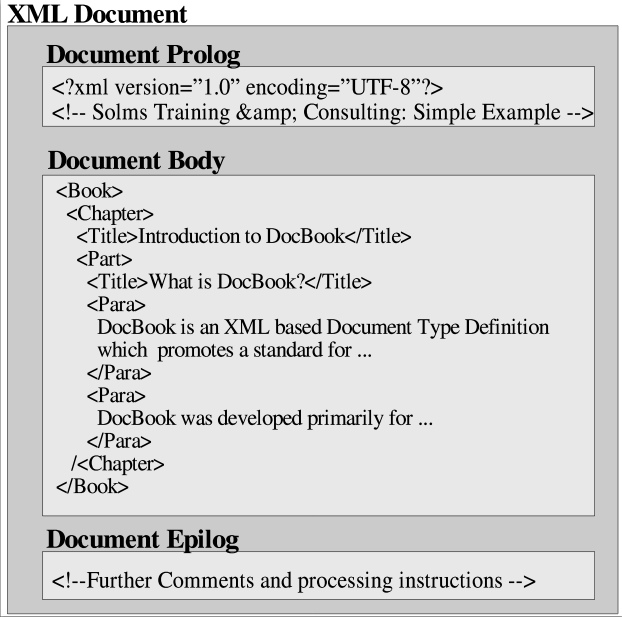 XML Document
Document Prolog
<?xml version=”1.0” encoding=”UTF-8”?>
<!-- Solms Training &amp; Consulting: Simple Example -->
Document Body
<Book>
<Chapter>
<Title>Introduction to DocBook</Title>
<Part>
<Title>What is DocBook?</Title>
<Para>
DocBook is an XML based Document Type Definition
which promotes a standard for ...
</Para>
<Para>
DocBook was developed primarily for ...
</Para>
/<Chapter>
</Book>
Document Epilog
<!--Further Comments and processing instructions -->